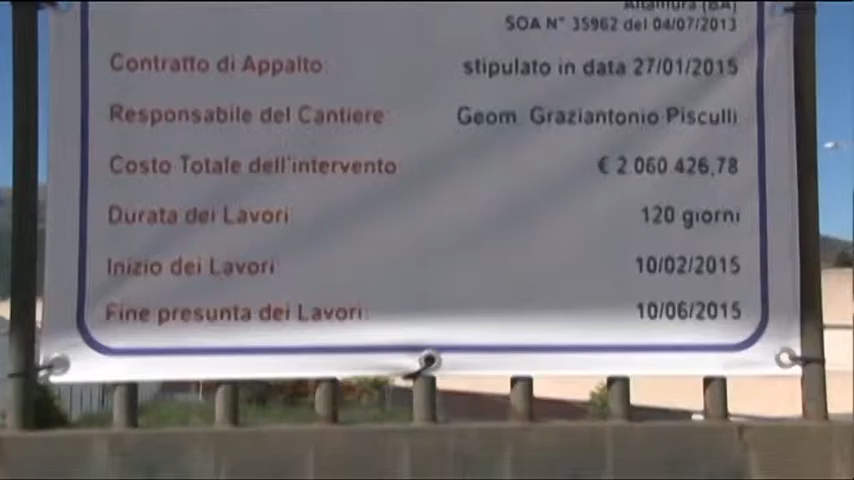 Altamura (BA)
SOA N° 35962 del 04/07/2013
Contratto di Appalto: stipulato in data 27/01/2015
Responsabile del Cantiere Geom. Graziantonio Pisculli
Costo Totale dell'intervento € 2.060.426,78
Durata dei Lavori 120 giorni
Inizio dei Lavori 10/02/2015
Fine presunta dei Lavori: 10/06/2015